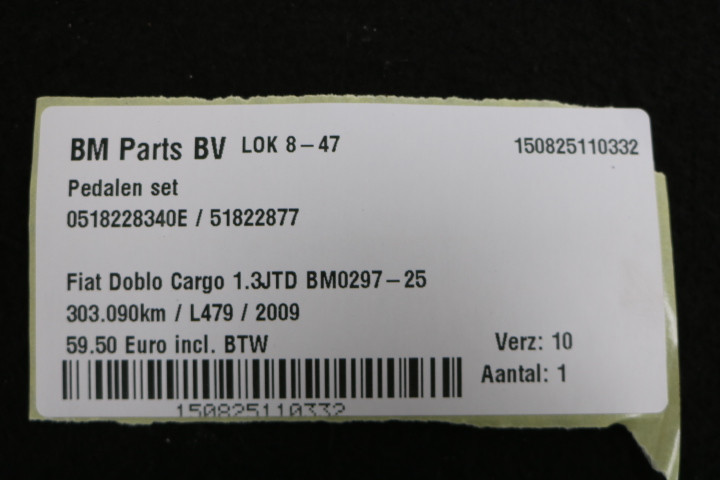 BM Parts BV LOK 8-47 150825110332
Pedalen set
0518228340E / 51822877
Fiat Doblo Cargo 1.3JTD BM0297-25
303.090km / L479 / 2009
59.50 Euro incl. BTW Verz: 10
Aantal: 1
150825110332